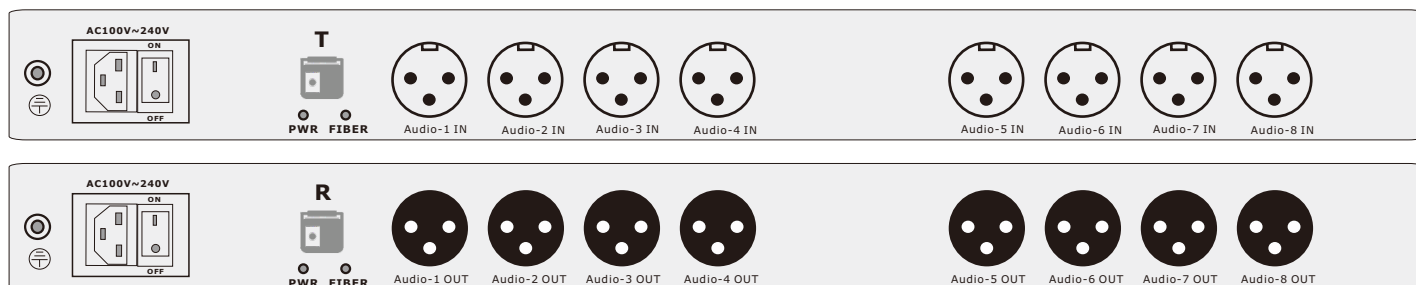 AC100V~240V
ON
OFF
T
PWR FIBER
Audio-1 IN Audio-2 IN Audio-3 IN Audio-4 IN Audio-5 IN Audio-6 IN Audio-7 IN Audio-8 IN
AC100V~240V
ON
OFF
R
PWR FIBER
Audio-1 OUT Audio-2 OUT Audio-3 OUT Audio-4 OUT Audio-5 OUT Audio-6 OUT Audio-7 OUT Audio-8 OUT